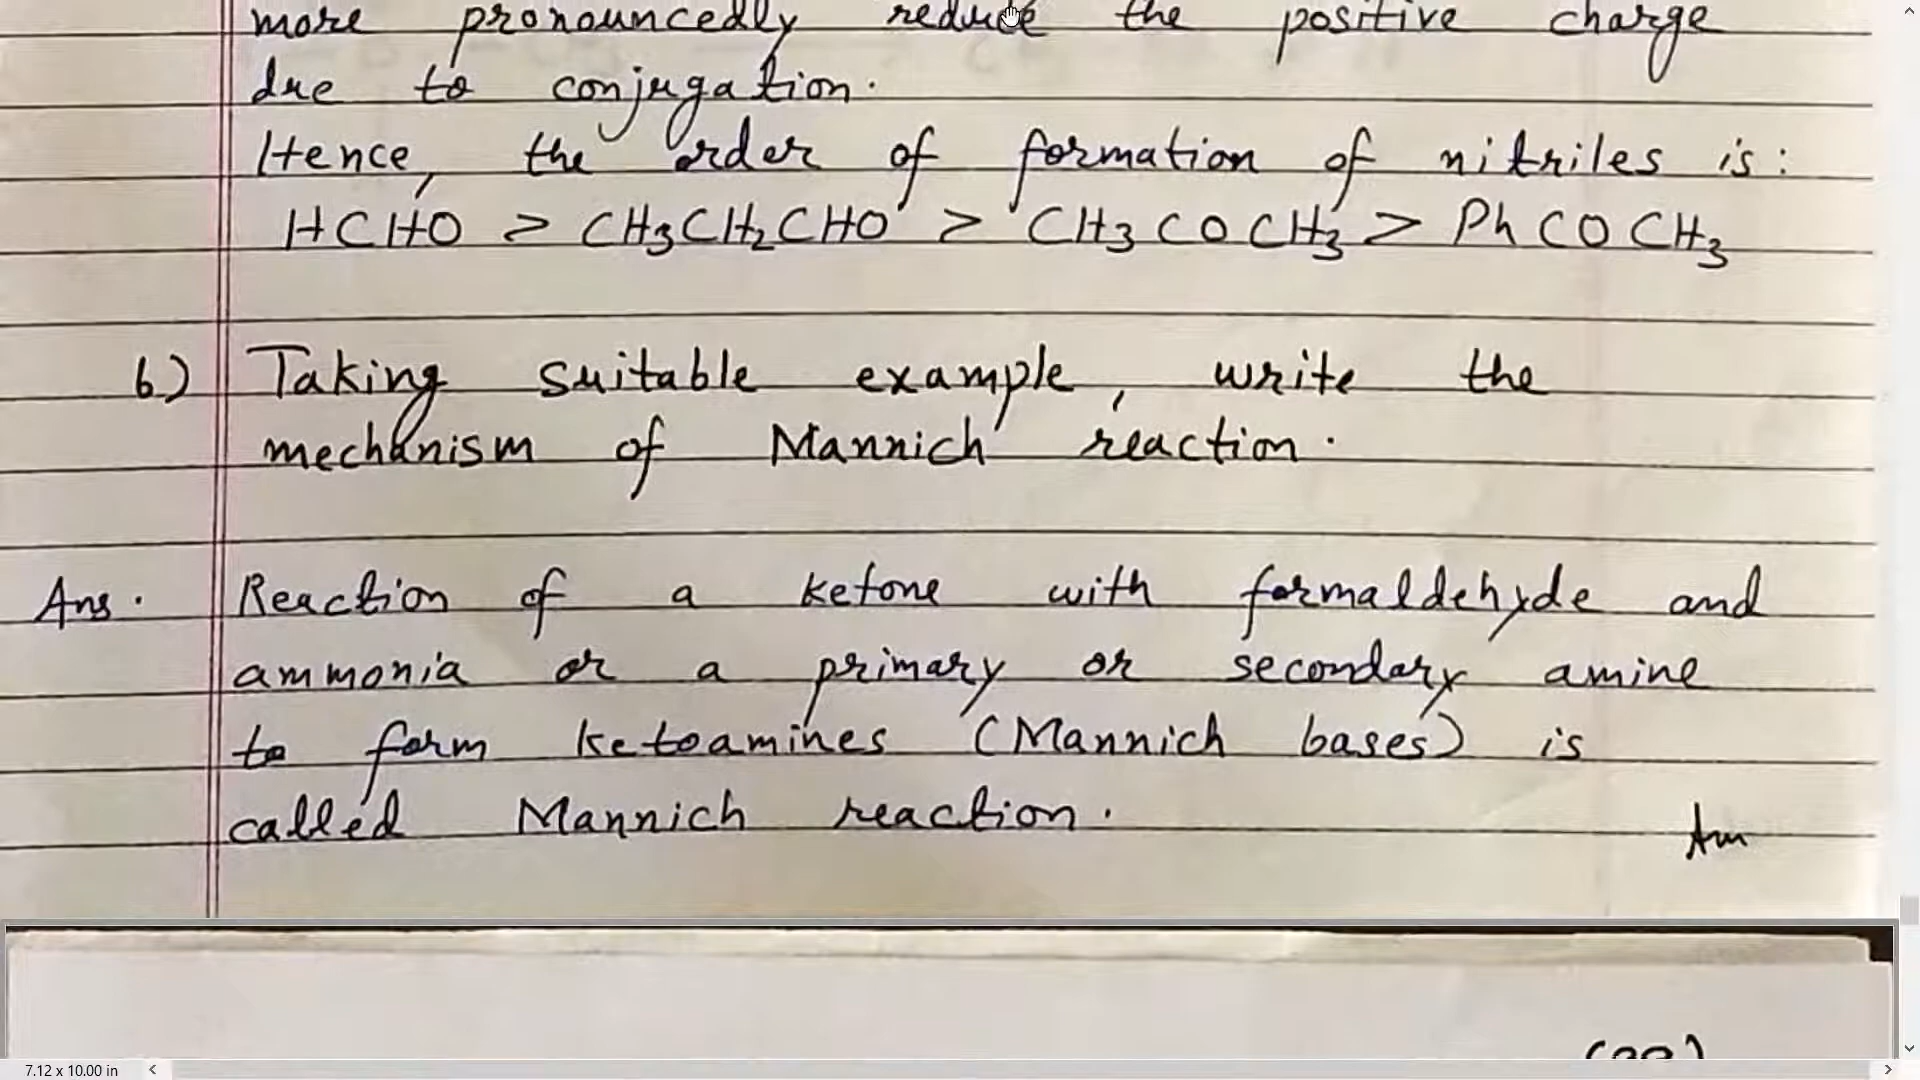 more pronouncedly reduce the positive charge
due to conjugation.
Hence, the order of formation of nitriles is:
HCHO > CH3CH2CHO > CH3COCH3 > PhCOCH3
6) Taking suitable example, write the
mechanism of Mannich reaction.
Ans. Reaction of a ketone with formaldehyde and
ammonia or a primary or secondary amine
to form ketoamines (Mannich bases) is
called Mannich reaction.
7.12 x 10.00 in